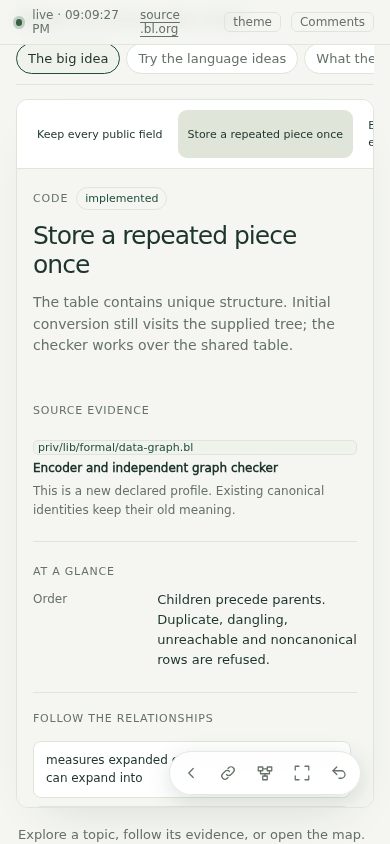 live · 09:09:27 PM
source.bl.org
theme
Comments
The big idea
Try the language ideas
What the
Keep every public field
Store a repeated piece once
CODE
implemented
Store a repeated piece
once
The table contains unique structure. Initial
conversion still visits the supplied tree; the
checker works over the shared table.
SOURCE EVIDENCE
priv/lib/formal/data-graph.bl
Encoder and independent graph checker
This is a new declared profile. Existing canonical
identities keep their old meaning.
AT A GLANCE
Order
Children precede parents.
Duplicate, dangling,
unreachable and noncanonical
rows are refused.
FOLLOW THE RELATIONSHIPS
measures expanded
can expand into
Explore a topic, follow its evidence, or open the map.